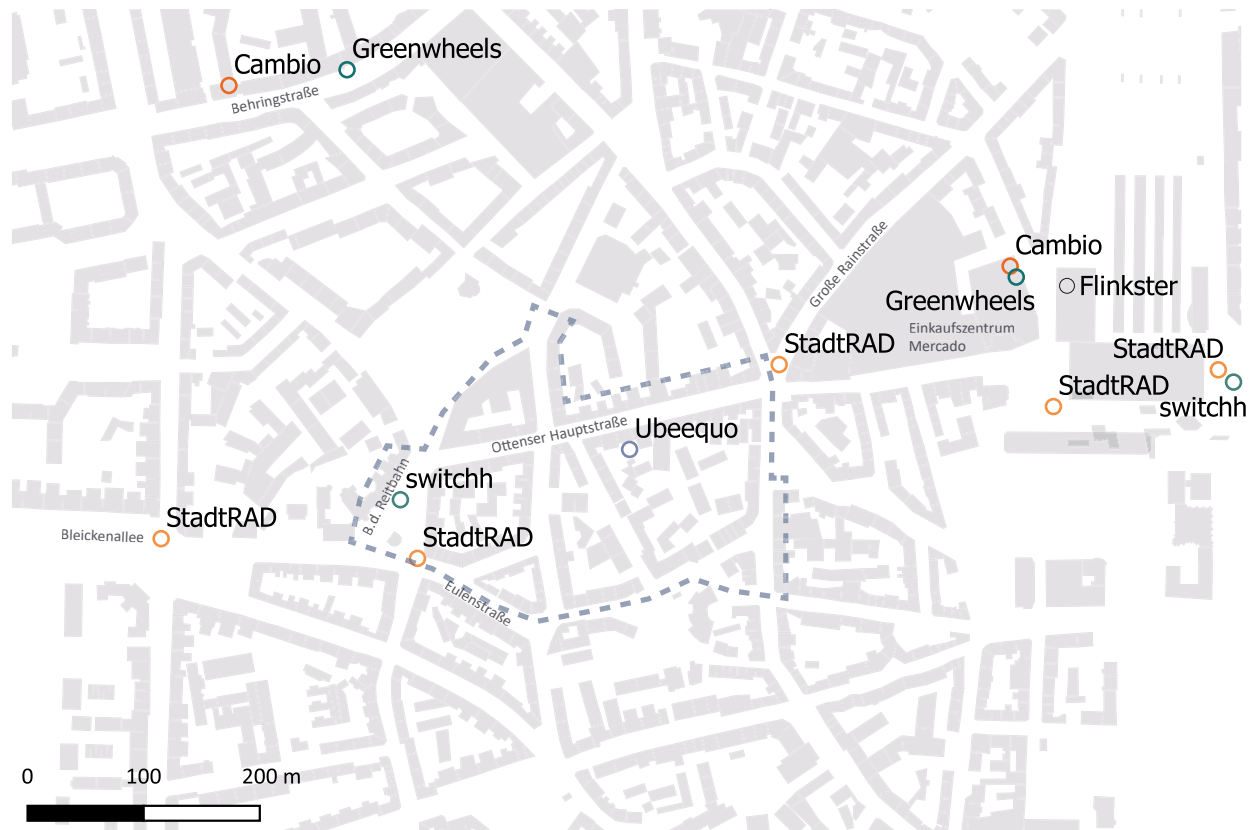 Greenwheels
Cambio
Behringstraße
Große Rainstraße
Cambio
Flinkster
Greenwheels
Einkaufszentrum
Mercado
StadtRAD
StadtRAD
StadtRAD
switchh
Ottenser Hauptstraße
Ubeequo
B.d. Reitbahn
switchh
StadtRAD
Bleickenallee
StadtRAD
Eulenstraße
0 100 200 m